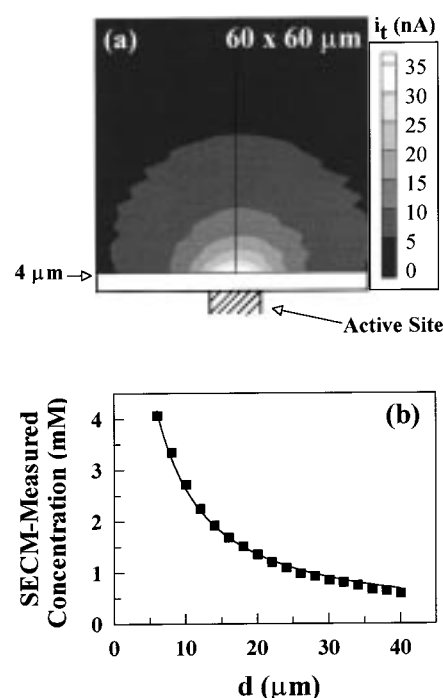 (a) 60 x 60 μm
i_t (nA)
35
30
25
20
15
10
5
0
4 μm
Active Site
(b)
SECM-Measured
Concentration (mM)
4
3
2
1
0
0 10 20 30 40
d (μm)